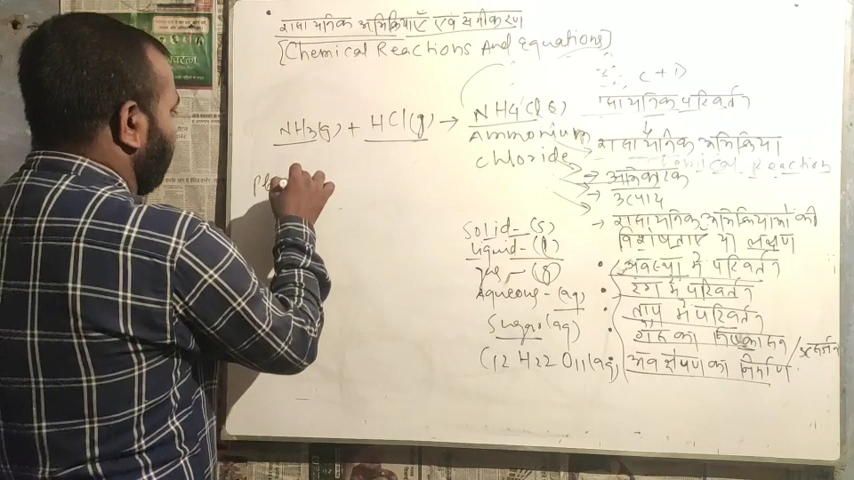 रासायनिक अभिक्रियाएँ एवं समीकरण
[Chemical Reactions And Equations]
NH3(g) + HCl(g) → NH4Cl(s)
Ammonium
Chloride
Solid - (s)
Liquid - (l)
Aqueous - (aq)
Sugar (aq)
C12H22O11(aq)
रासायनिक परिवर्तन
रासायनिक अभिक्रिया
Chemical Reaction
→ अभिकारक
→ उत्पाद
→ रासायनिक अभिक्रियाओं की
विशेषताए या लक्षण
• अवस्था में परिवर्तन
• रंग में परिवर्तन
• ताप में परिवर्तन
• गैस का निष्कासन
• अवक्षेपण का निर्माण